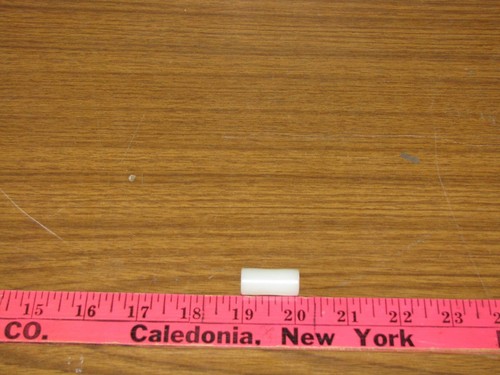 15 16 17 18 19 20 21 22 23
CO. Caledonia, New York